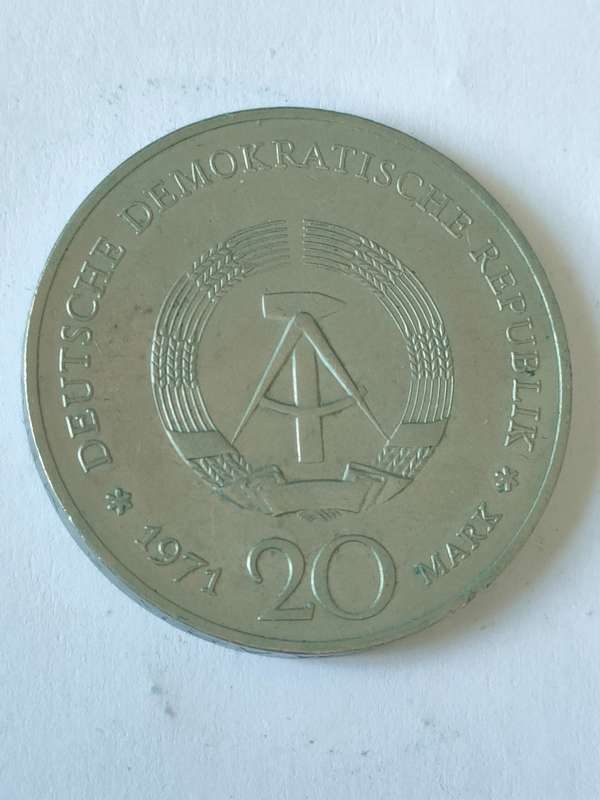 DEUTSCHE DEMOKRATISCHE REPUBLIK
* 1971 20 MARK *